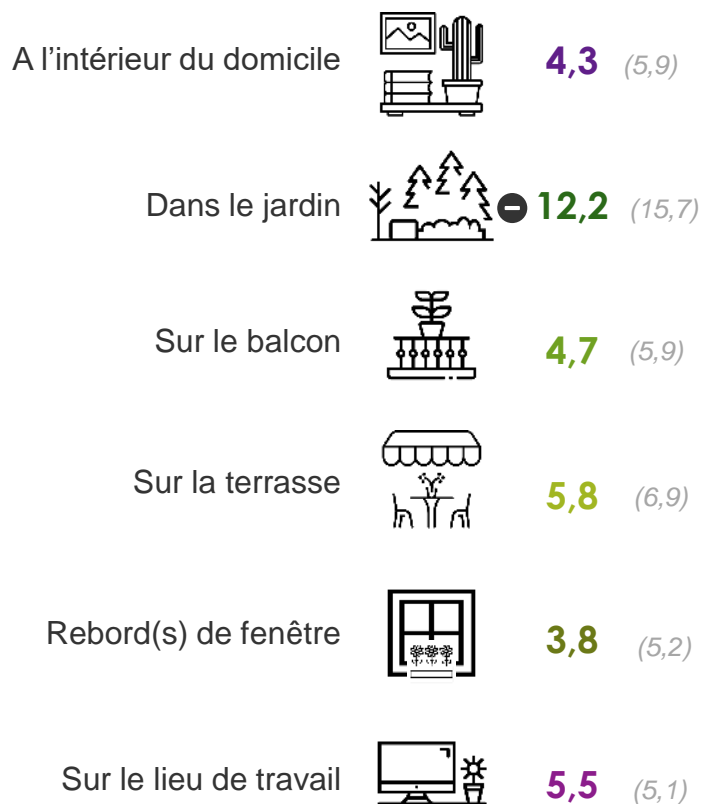 A l’intérieur du domicile 4,3 (5,9)
Dans le jardin 12,2 (15,7)
Sur le balcon 4,7 (5,9)
Sur la terrasse 5,8 (6,9)
Rebord(s) de fenêtre 3,8 (5,2)
Sur le lieu de travail 5,5 (5,1)